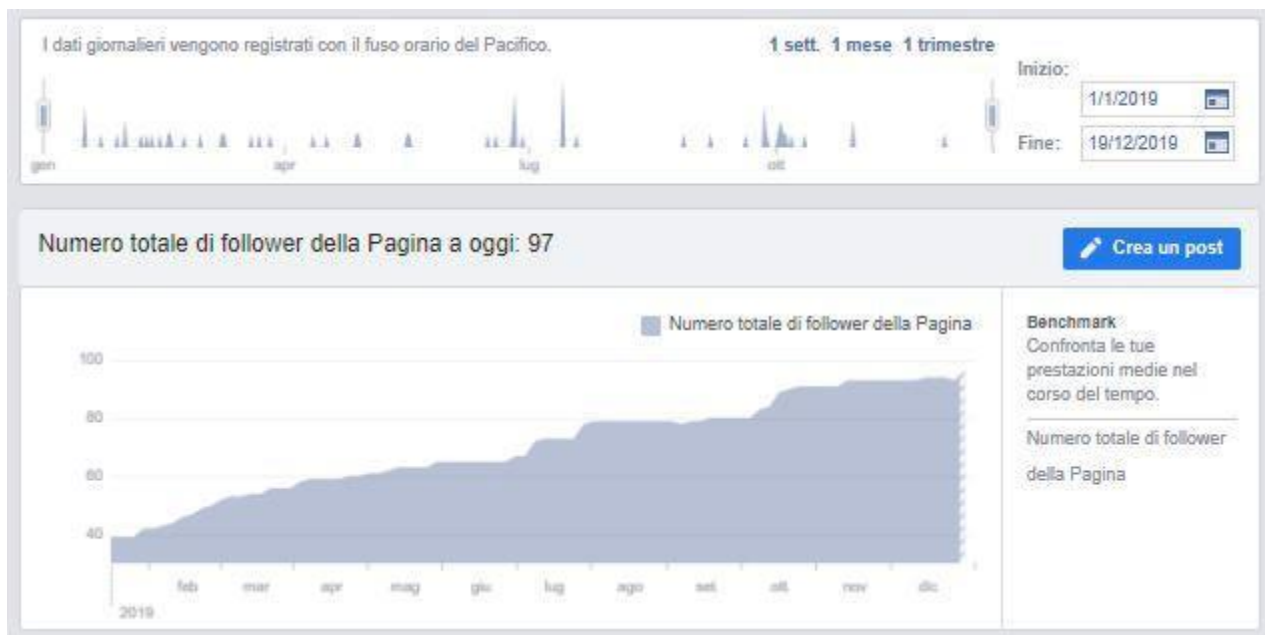 I dati giornalieri vengono registrati con il fuso orario del Pacifico.
1 sett. 1 mese 1 trimestre
Inizio:
1/1/2019
Fine:
19/12/2019
gen
apr
lug
ott
Numero totale di follower della Pagina a oggi: 97
Crea un post
Numero totale di follower della Pagina
Benchmark
Confronta le tue
prestazioni medie nel
corso del tempo.
Numero totale di follower
della Pagina
100
80
60
40
feb mar apr mag giu lug ago set. ott. nov dic
2019